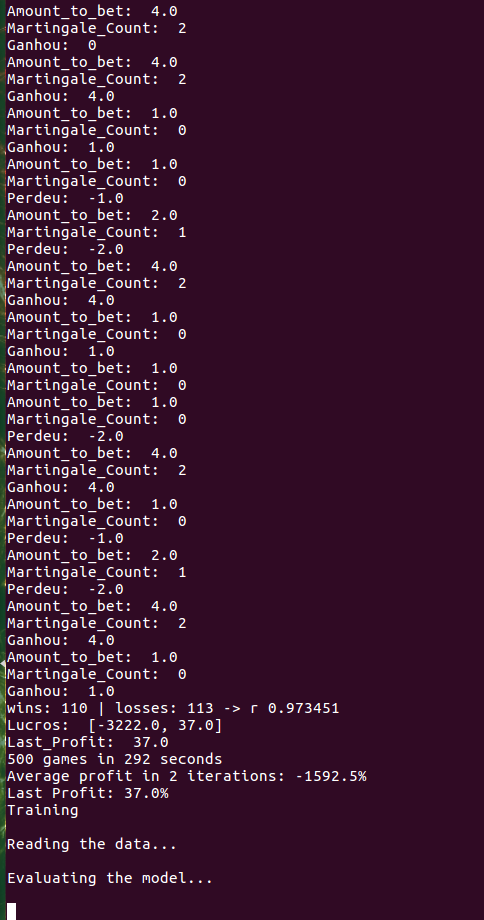 Amount_to_bet:  4.0
Martingale_Count:  2
Ganhou:  0
Amount_to_bet:  4.0
Martingale_Count:  2
Ganhou:  4.0
Amount_to_bet:  1.0
Martingale_Count:  0
Ganhou:  1.0
Amount_to_bet:  1.0
Martingale_Count:  0
Perdeu:  -1.0
Amount_to_bet:  2.0
Martingale_Count:  1
Perdeu:  -2.0
Amount_to_bet:  4.0
Martingale_Count:  2
Ganhou:  4.0
Amount_to_bet:  1.0
Martingale_Count:  0
Ganhou:  1.0
Amount_to_bet:  1.0
Martingale_Count:  0
Amount_to_bet:  1.0
Martingale_Count:  0
Perdeu:  -2.0
Amount_to_bet:  4.0
Martingale_Count:  2
Ganhou:  4.0
Amount_to_bet:  1.0
Martingale_Count:  0
Perdeu:  -1.0
Amount_to_bet:  2.0
Martingale_Count:  1
Perdeu:  -2.0
Amount_to_bet:  4.0
Martingale_Count:  2
Ganhou:  4.0
Amount_to_bet:  1.0
Martingale_Count:  0
Ganhou:  1.0
wins: 110 | losses: 113 -> r 0.973451
Lucros:  [-3222.0, 37.0]
Last_Profit:  37.0
500 games in 292 seconds
Average profit in 2 iterations: -1592.5%
Last Profit: 37.0%
Training
Reading the data...
Evaluating the model...